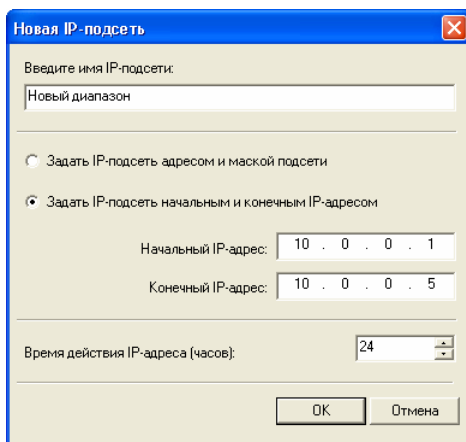 Новая IP-подсеть
Введите имя IP-подсети:
Новый диапазон
Задать IP-подсеть адресом и маской подсети
Задать IP-подсеть начальным и конечным IP-адресом
Начальный IP-адрес: 10 . 0 . 0 . 1
Конечный IP-адрес: 10 . 0 . 0 . 5
Время действия IP-адреса (часов): 24
OK Отмена